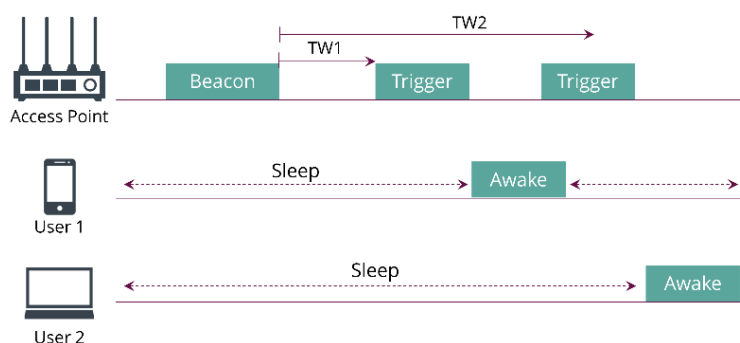 TW2
TW1
Beacon Trigger Trigger
Access Point
Sleep Awake
User 1
Sleep Awake
User 2